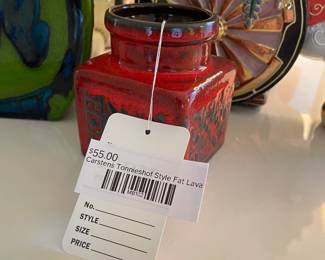 $55.00
Carstens Tonnieshof Style Fat Lava
No.
STYLE
SIZE
PRICE